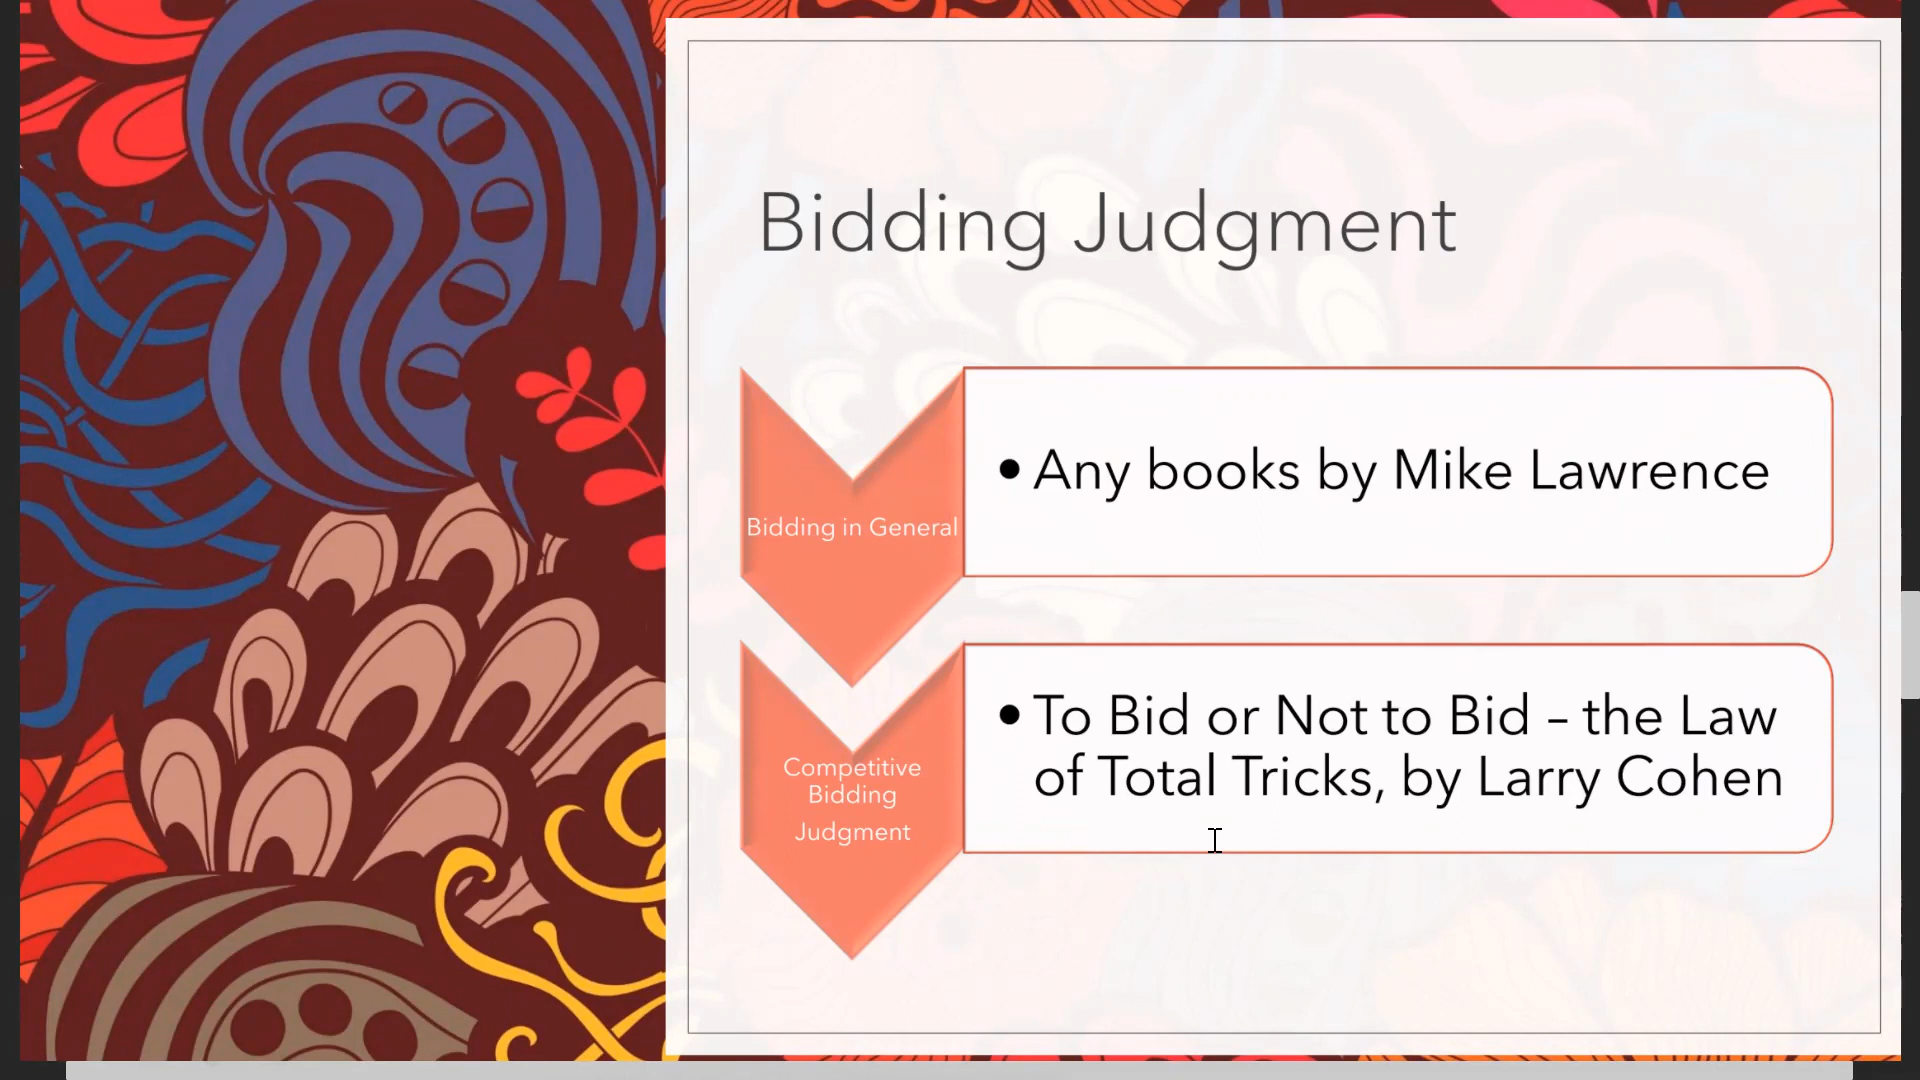 Bidding Judgment
Bidding in General
• Any books by Mike Lawrence
Competitive
Bidding
Judgment
• To Bid or Not to Bid – the Law
of Total Tricks, by Larry Cohen